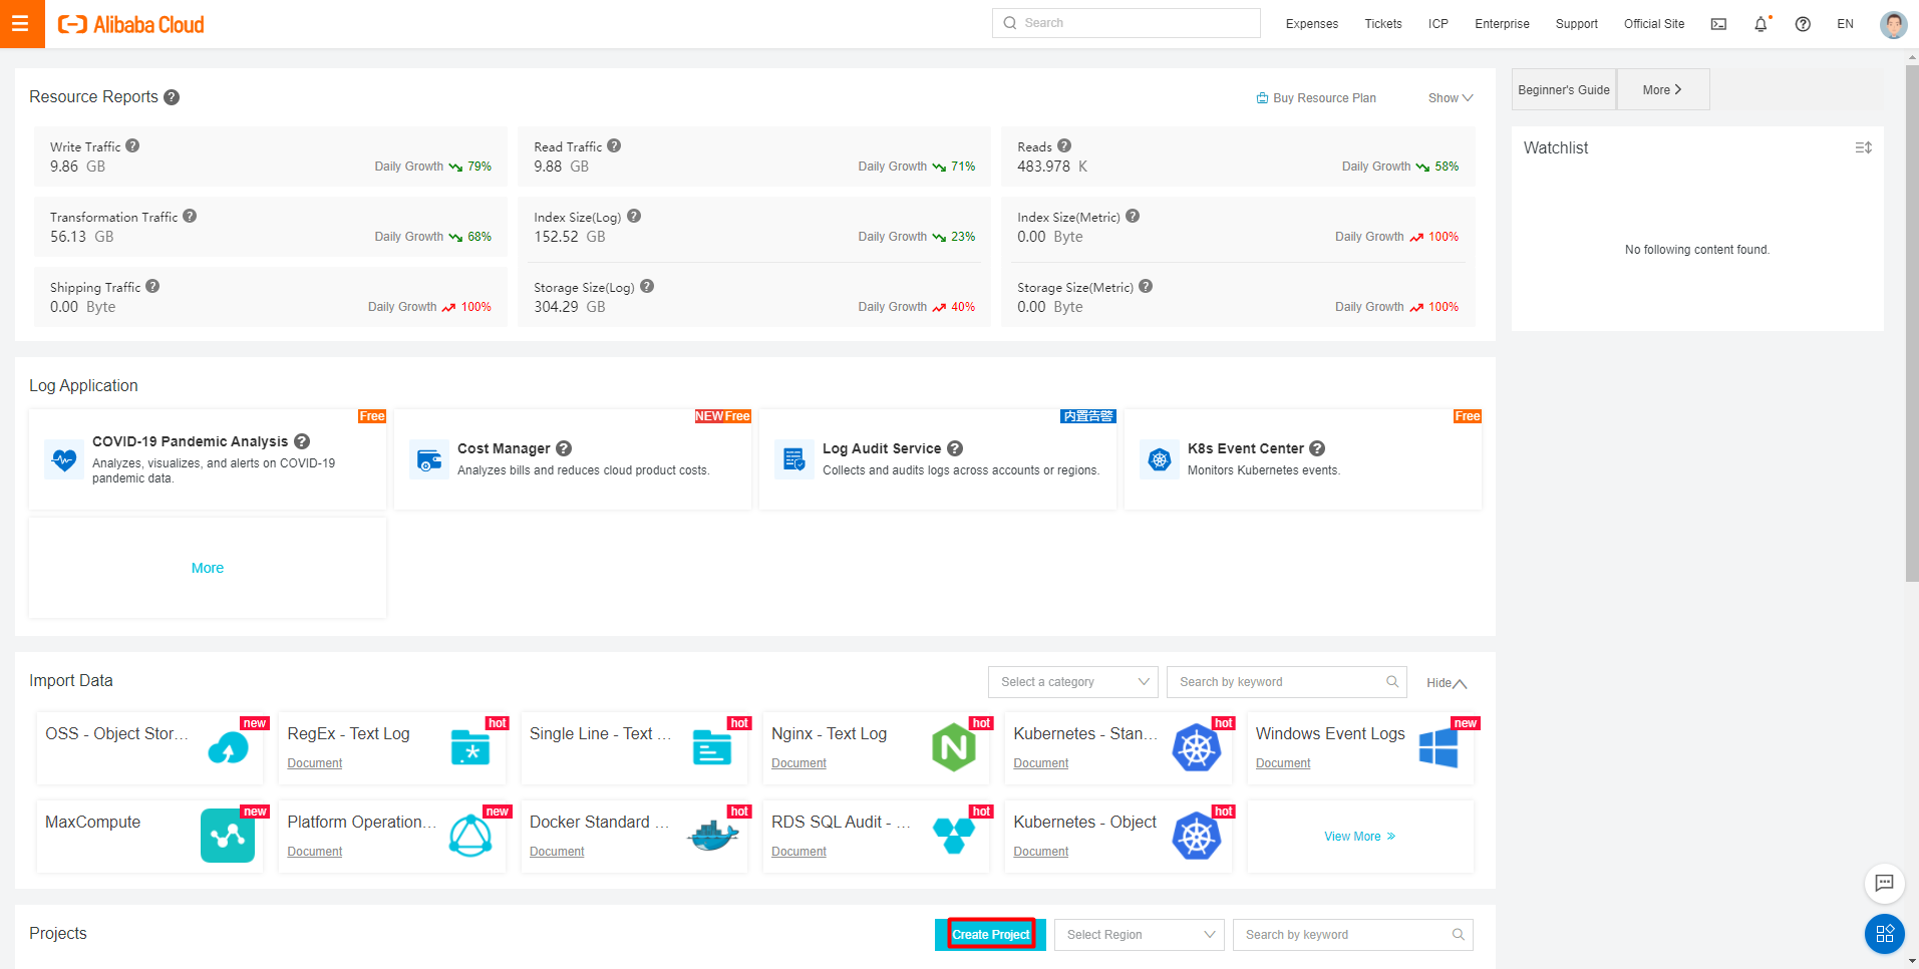 Alibaba Cloud
Search
Expenses
Tickets
ICP
Enterprise
Support
Official Site
EN
Resource Reports
Buy Resource Plan
Show
Write Traffic
9.86 GB
Daily Growth 79%
Read Traffic
9.88 GB
Daily Growth 71%
Reads
483.978 K
Daily Growth 58%
Transformation Traffic
56.13 GB
Daily Growth 68%
Index Size(Log)
152.52 GB
Daily Growth 23%
Index Size(Metric)
0.00 Byte
Daily Growth 100%
Shipping Traffic
0.00 Byte
Daily Growth 100%
Storage Size(Log)
304.29 GB
Daily Growth 40%
Storage Size(Metric)
0.00 Byte
Daily Growth 100%
Beginner's Guide
More
Watchlist
No following content found.
Log Application
Free
COVID-19 Pandemic Analysis
Analyzes, visualizes, and alerts on COVID-19
pandemic data.
NEW Free
Cost Manager
Analyzes bills and reduces cloud product costs.
内置告警
Log Audit Service
Collects and audits logs across accounts or regions.
Free
K8s Event Center
Monitors Kubernetes events.
More
Import Data
Select a category
Search by keyword
Hide
OSS - Object Stor...
new
RegEx - Text Log
Document
hot
Single Line - Text ...
hot
Nginx - Text Log
Document
hot
Kubernetes - Stan...
Document
hot
Windows Event Logs
Document
new
MaxCompute
new
Platform Operation...
Document
new
Docker Standard ...
Document
hot
RDS SQL Audit - ...
Document
hot
Kubernetes - Object
Document
hot
View More »
Projects
Create Project
Select Region
Search by keyword